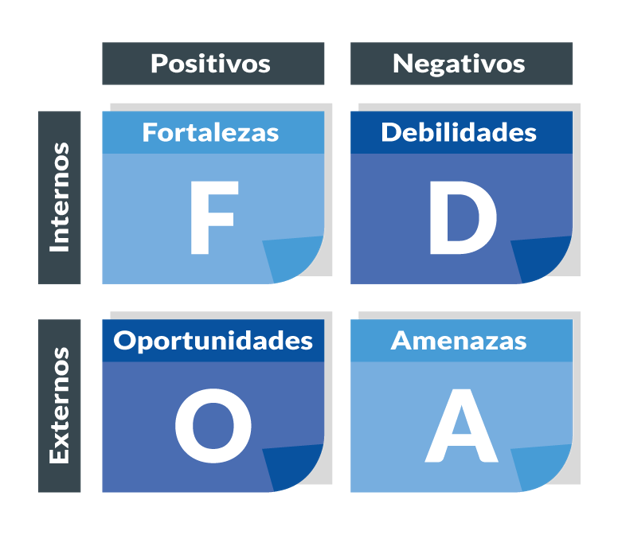 Positivos
Negativos
Internos
Fortalezas
F
Debilidades
D
Externos
Oportunidades
O
Amenazas
A